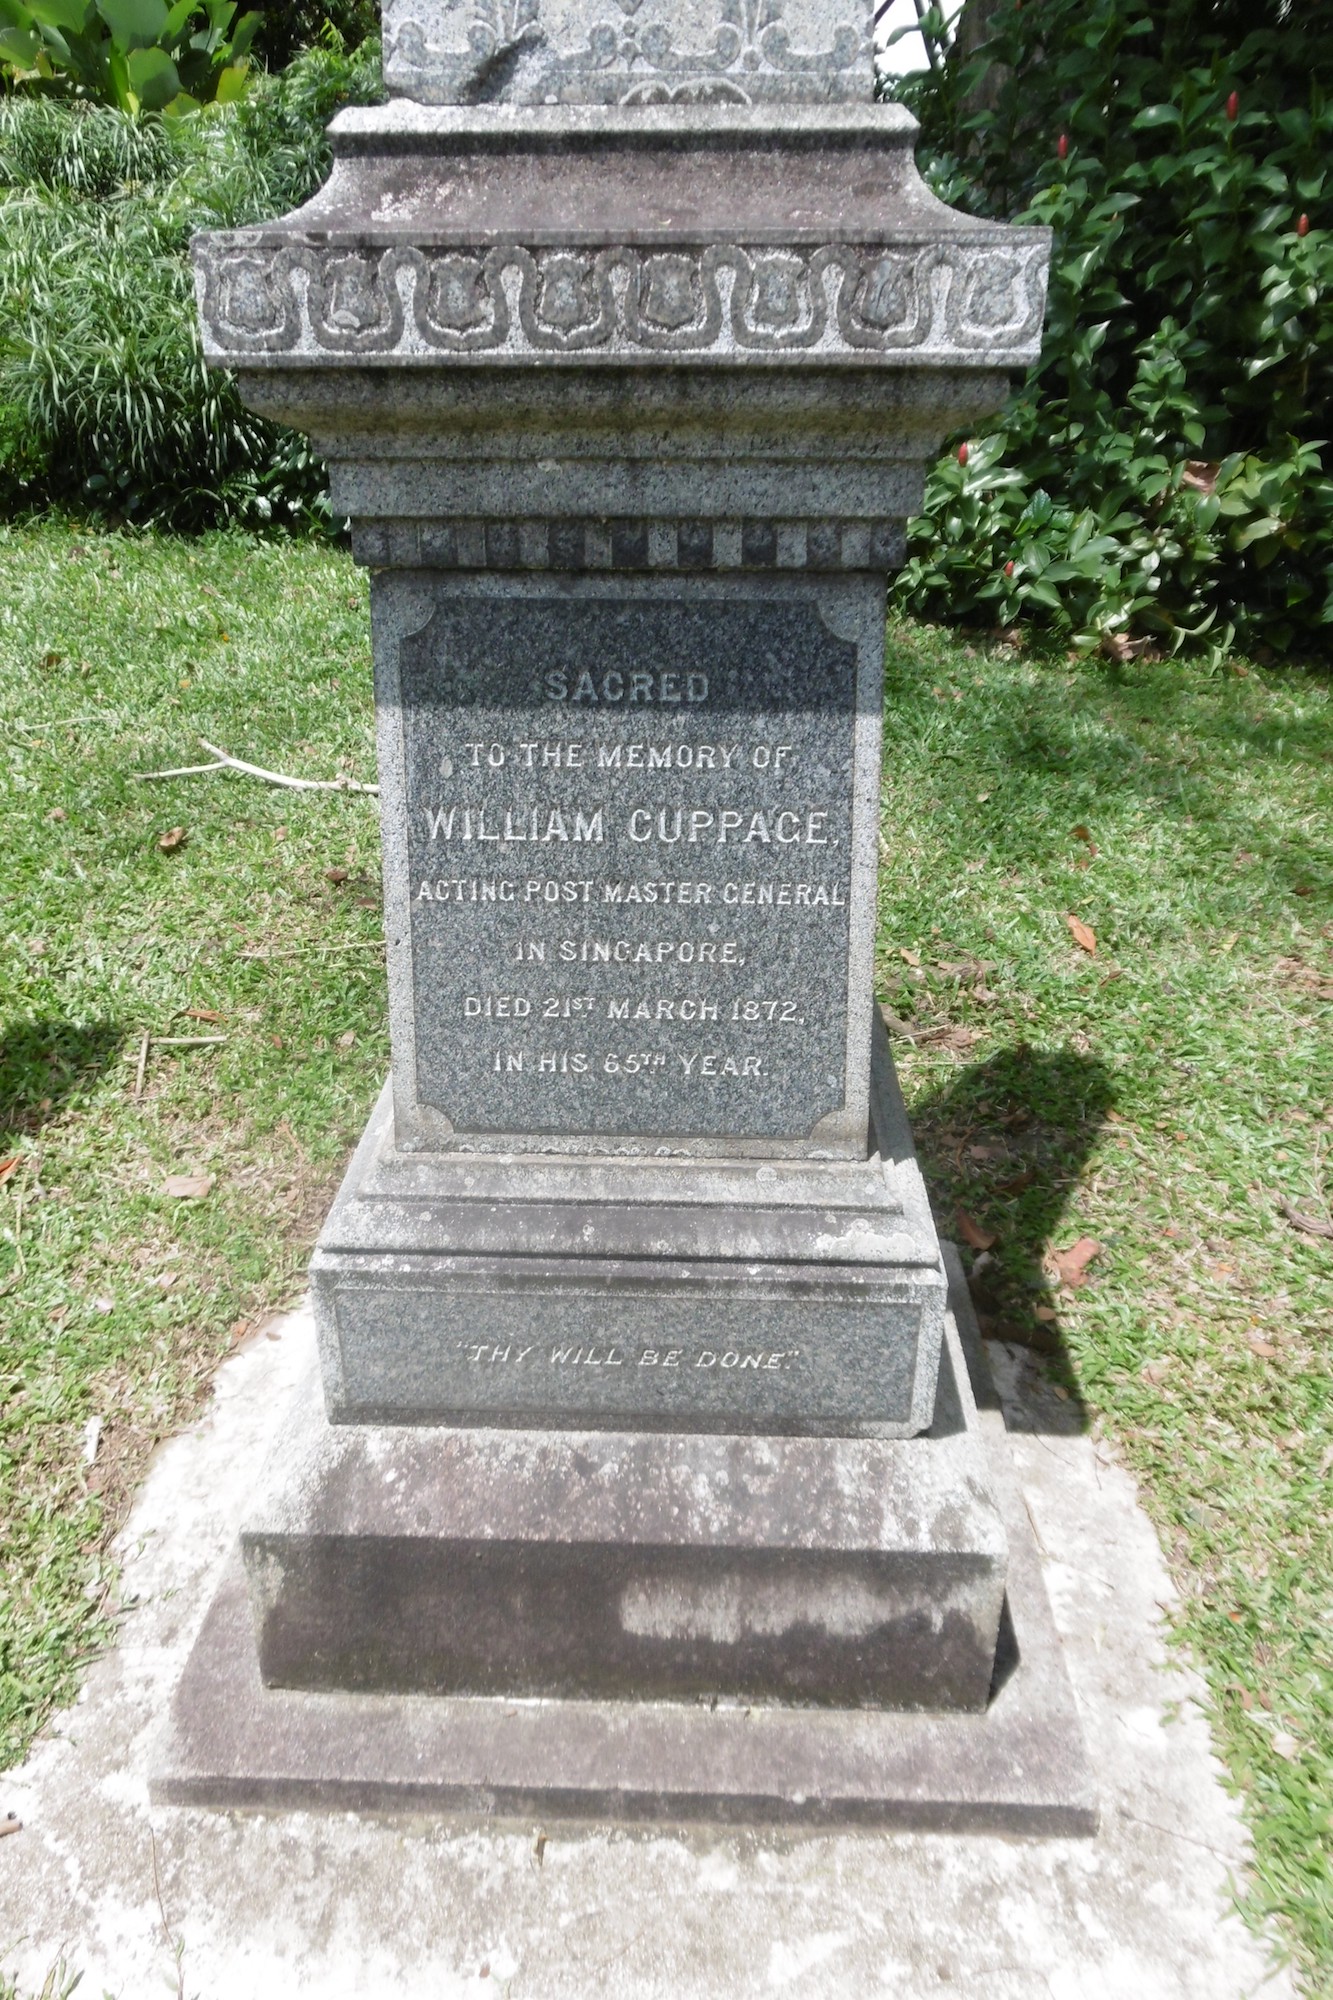 SACRED
TO THE MEMORY OF
WILLIAM CUPPAGE,
ACTING POST MASTER GENERAL
IN SINGAPORE,
DIED 21ST MARCH 1872,
IN HIS 65TH YEAR.
"THY WILL BE DONE."